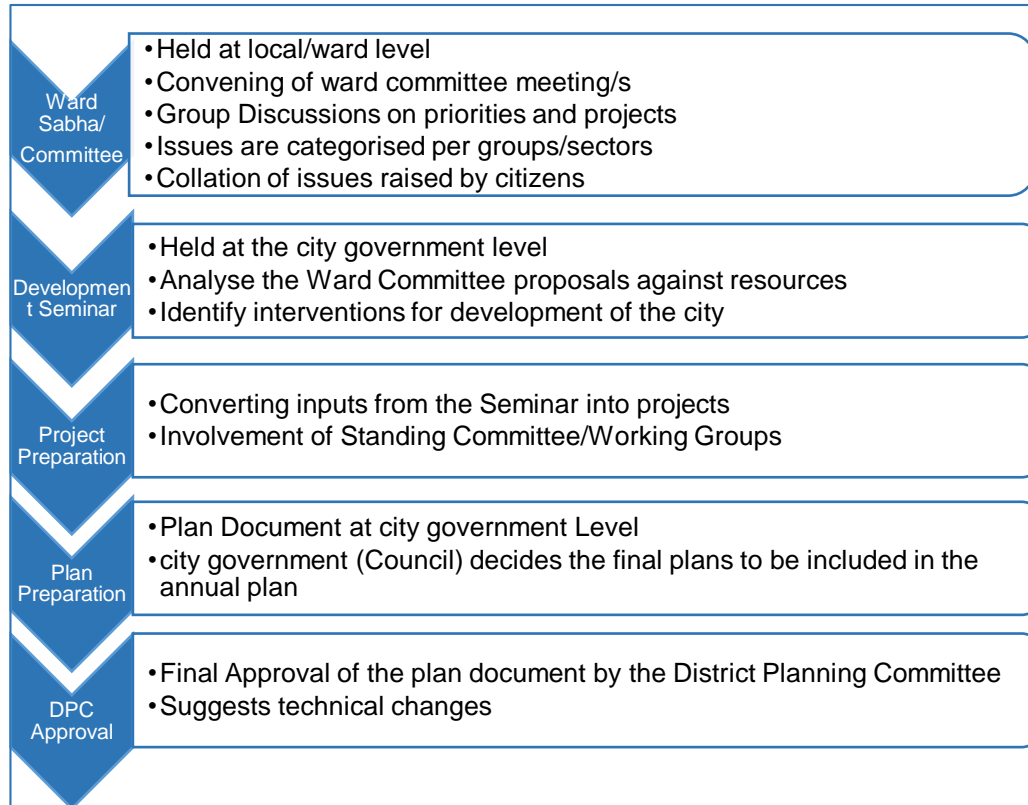 Ward
Sabha/
Committee
•Held at local/ward level
•Convening of ward committee meeting/s
•Group Discussions on priorities and projects
•Issues are categorised per groups/sectors
•Collation of issues raised by citizens
Developmen
t Seminar
•Held at the city government level
•Analyse the Ward Committee proposals against resources
•Identify interventions for development of the city
Project
Preparation
•Converting inputs from the Seminar into projects
•Involvement of Standing Committee/Working Groups
Plan
Preparation
•Plan Document at city government Level
•city government (Council) decides the final plans to be included in the
annual plan
DPC
Approval
•Final Approval of the plan document by the District Planning Committee
•Suggests technical changes